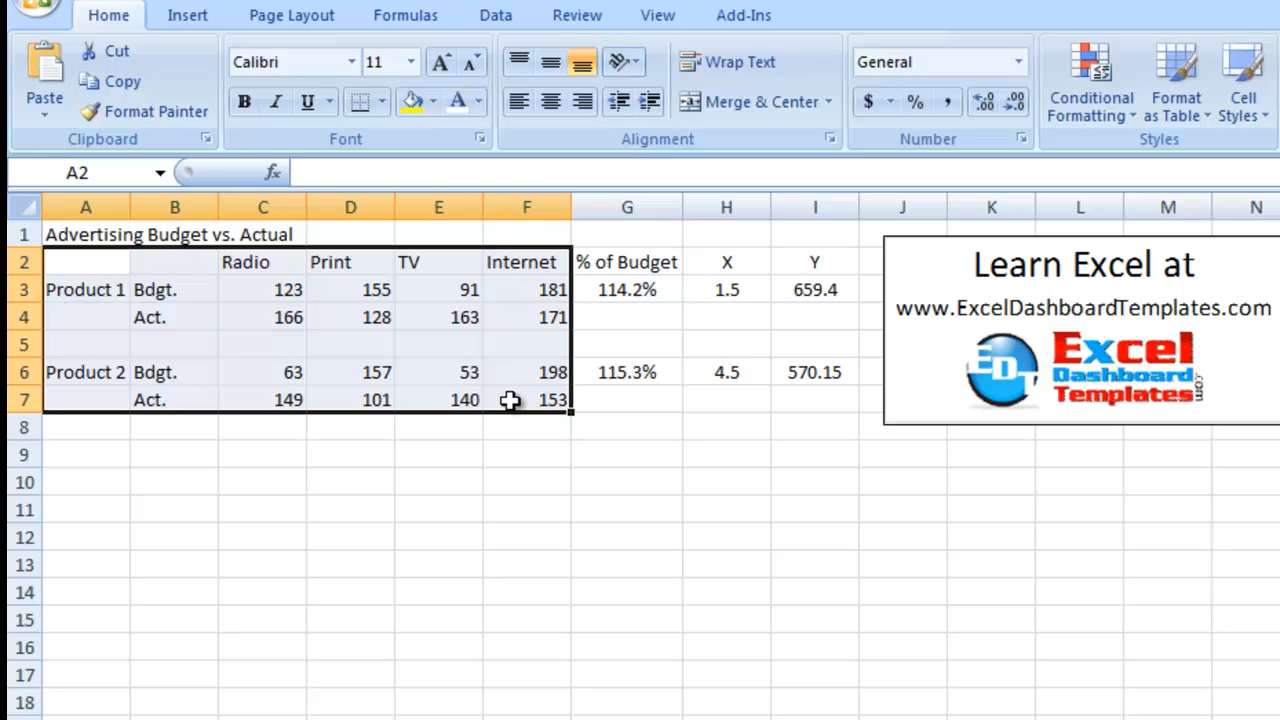 Home Insert Page Layout Formulas Data Review View Add-Ins
Paste
Cut
Copy
Format Painter
Clipboard
Calibri 11 A A
B I U A
Font
Wrap Text
Merge & Center
Alignment
General
$ % , .00 .00
Number
Conditional Formatting
Format as Table
Cell Styles
Styles
A2 fx
A B C D E F G H I J K L M N
1 Advertising Budget vs. Actual
2 Radio Print TV Internet % of Budget X Y
3 Product 1 Bdgt. 123 155 91 181 114.2% 1.5 659.4
4 Act. 166 128 163 171
5
6 Product 2 Bdgt. 63 157 53 198 115.3% 4.5 570.15
7 Act. 149 101 140 153
8
9
10
11
12
13
14
15
16
17
18
Learn Excel at
www.ExcelDashboardTemplates.com
EDT
Excel
Dashboard
Templates
.com